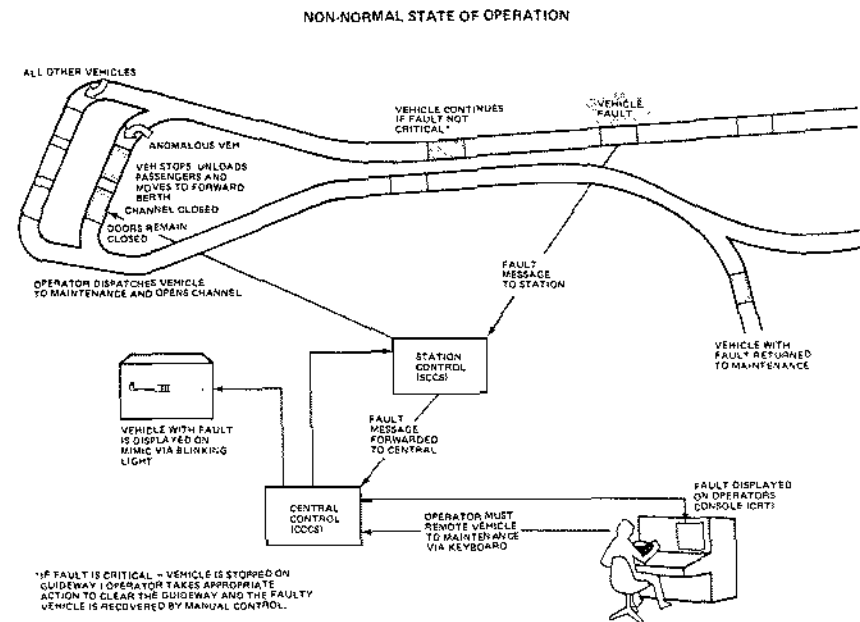 NON-NORMAL STATE OF OPERATION
ALL OTHER VEHICLES
ANOMALOUS VEH
VEH STOPS UNLOADS
PASSENGERS AND
MOVES TO FORWARD
BERTH
CHANNEL CLOSED
DOORS REMAIN
CLOSED
OPERATOR DISPATCHES VEHICLE
TO MAINTENANCE AND OPENS CHANNEL
VEHICLE CONTINUES
IF FAULT NOT
CRITICAL*
VEHICLE
FAULT
FAULT
MESSAGE
TO STATION
VEHICLE WITH
FAULT RETURNED
TO MAINTENANCE
STATION
CONTROL
(SCCS)
VEHICLE WITH FAULT
IS DISPLAYED ON
MIMIC VIA BLINKING
LIGHT
FAULT
MESSAGE
FORWARDED
TO CENTRAL
CENTRAL
CONTROL
(CCCS)
OPERATOR MUST
REMOTE VEHICLE
TO MAINTENANCE
VIA KEYBOARD
FAULT DISPLAYED
ON OPERATORS
CONSOLE (CRT)
*IF FAULT IS CRITICAL – VEHICLE IS STOPPED ON
GUIDEWAY OPERATOR TAKES APPROPRIATE
ACTION TO CLEAR THE GUIDEWAY AND THE FAULTY
VEHICLE IS RECOVERED BY MANUAL CONTROL.